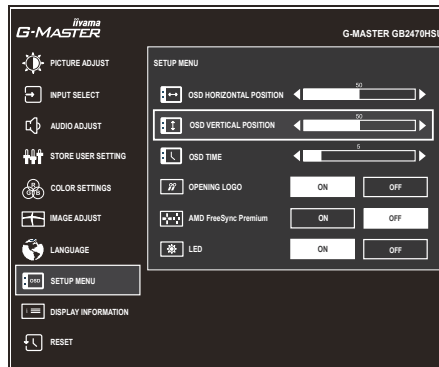 iiyama
G-MASTER
G-MASTER GB2470HSU
PICTURE ADJUST
INPUT SELECT
AUDIO ADJUST
STORE USER SETTING
R
G B
COLOR SETTINGS
IMAGE ADJUST
LANGUAGE
OSD
SETUP MENU
i
DISPLAY INFORMATION
RESET
SETUP MENU
OSD HORIZONTAL POSITION
50
OSD VERTICAL POSITION
50
OSD TIME
5
OPENING LOGO
ON OFF
AMD FreeSync Premium
ON OFF
LED
ON OFF